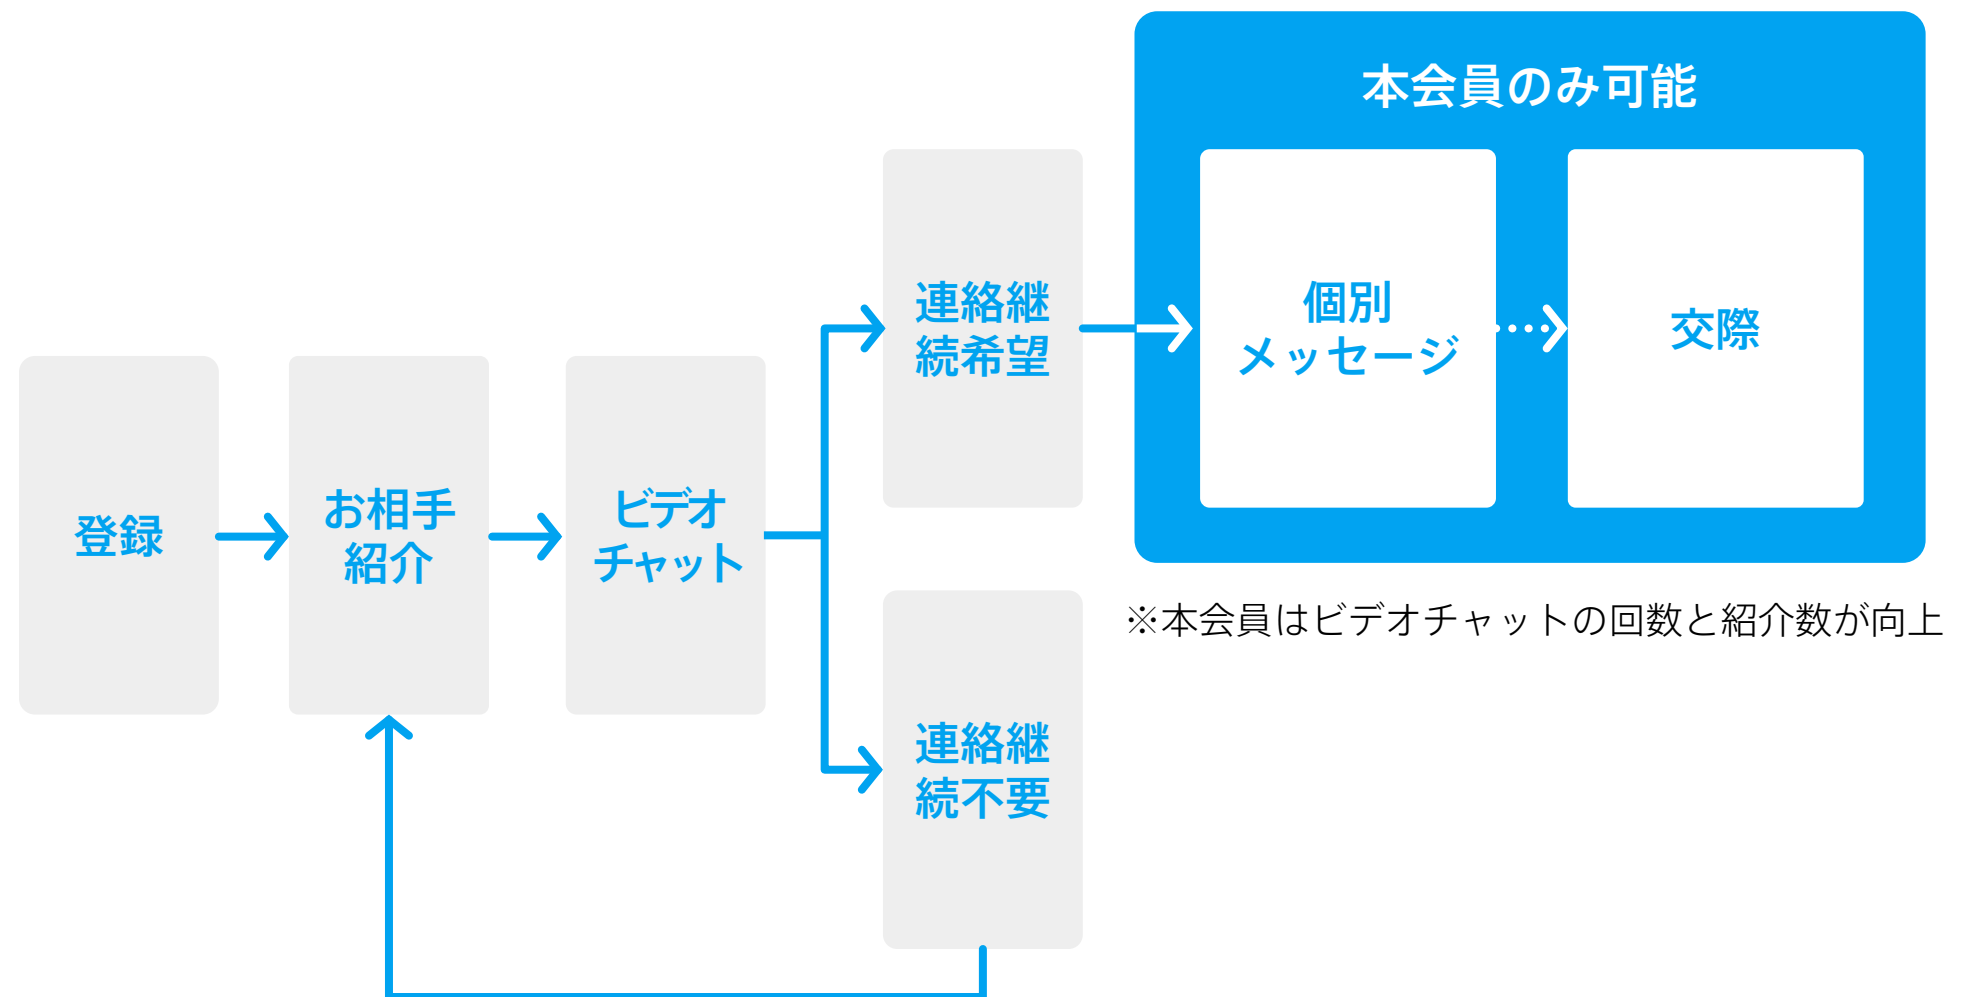 登録
お相手
紹介
ビデオ
チャット
連絡継
続希望
連絡継
続不要
本会員のみ可能
個別
メッセージ
交際
※本会員はビデオチャットの回数と紹介数が向上